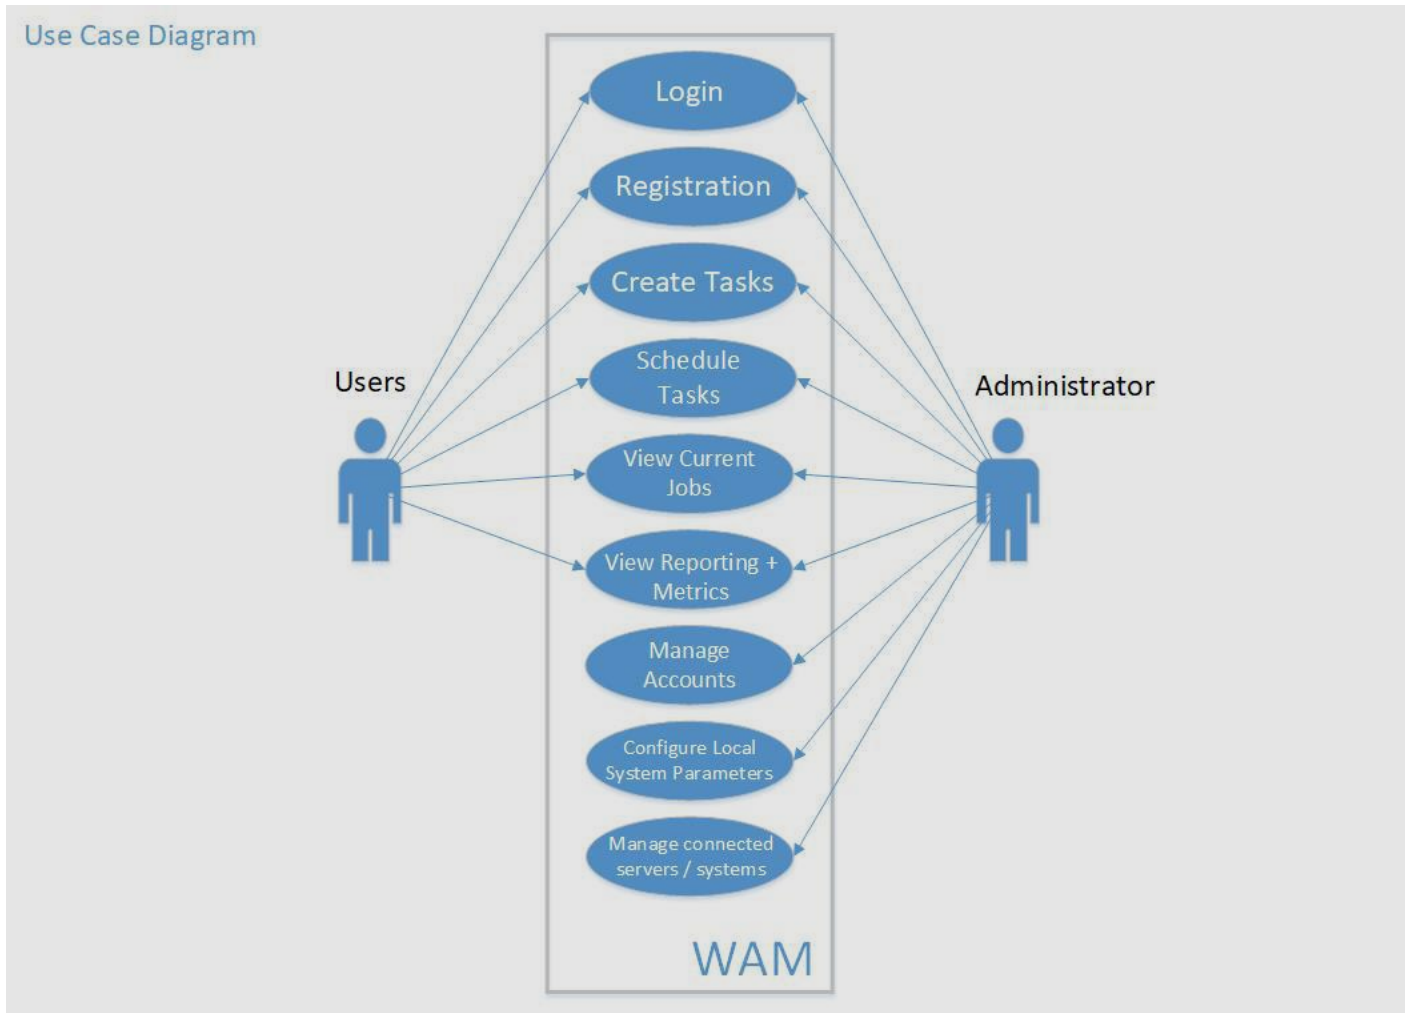 Use Case Diagram
Login
Registration
Create Tasks
Schedule
Tasks
Users
Administrator
View Current
Jobs
View Reporting +
Metrics
Manage
Accounts
Configure Local
System Parameters
Manage connected
servers / systems
WAM